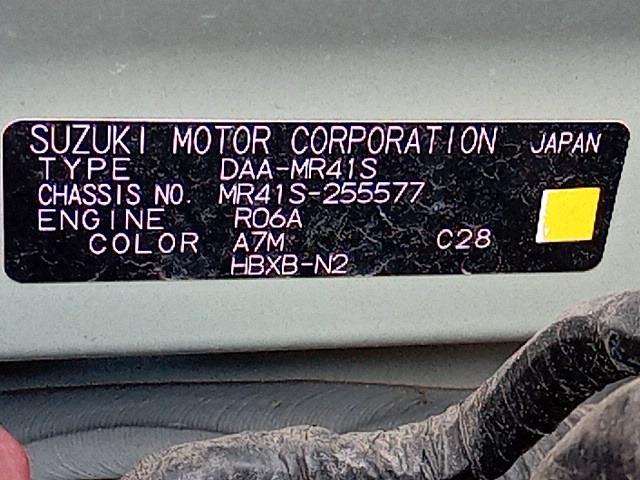 SUZUKI MOTOR CORPORATION JAPAN
TYPE DAA-MR41S
CHASSIS NO. MR41S-255577
ENGINE R06A
COLOR A7M C28
HBXB-N2